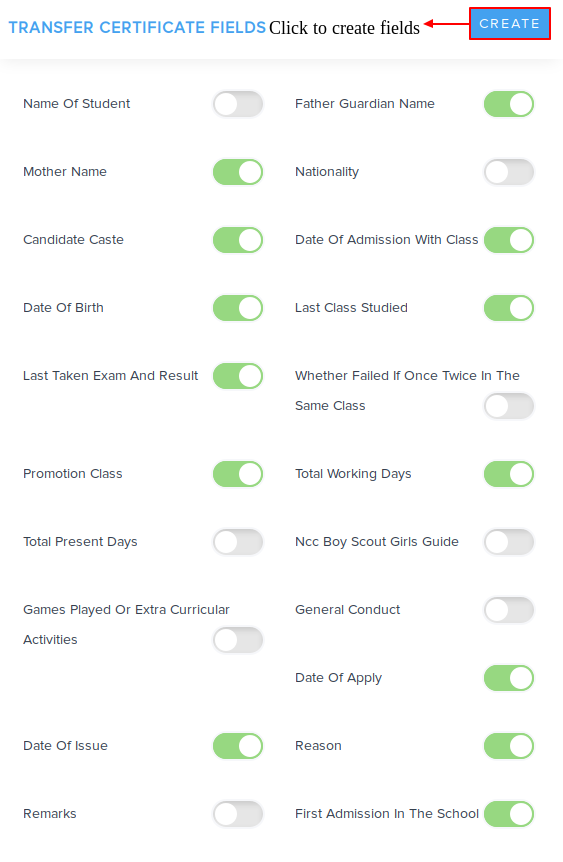 TRANSFER CERTIFICATE FIELDS Click to create fields CREATE
Name Of Student Father Guardian Name
Mother Name Nationality
Candidate Caste Date Of Admission With Class
Date Of Birth Last Class Studied
Last Taken Exam And Result Whether Failed If Once Twice In The
Same Class
Promotion Class Total Working Days
Total Present Days Ncc Boy Scout Girls Guide
Games Played Or Extra Curricular General Conduct
Activities
Date Of Apply
Date Of Issue Reason
Remarks First Admission In The School